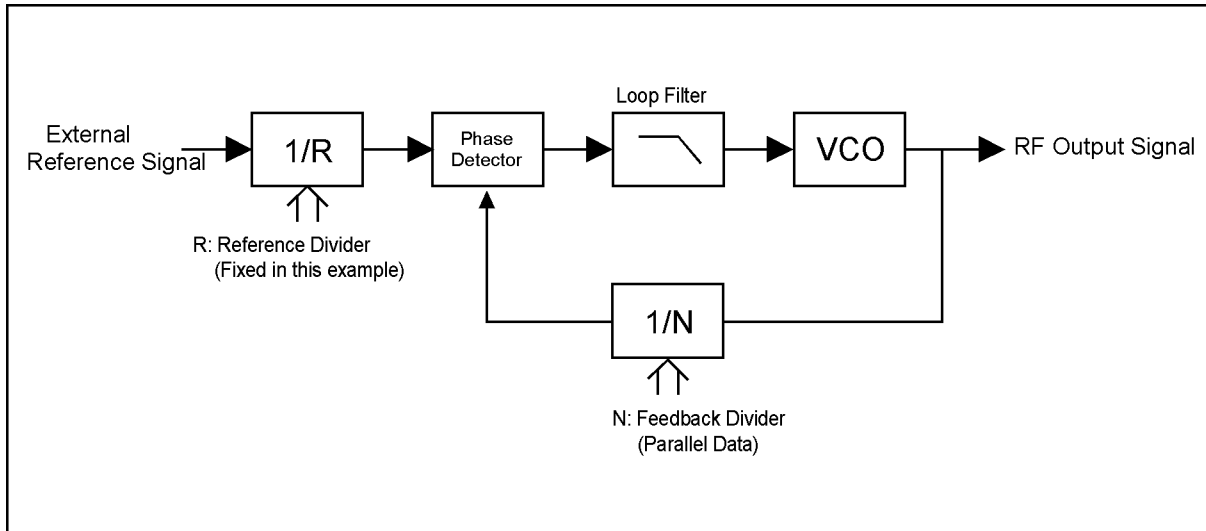 Loop Filter
External
Reference Signal
1/R
Phase
Detector
VCO
RF Output Signal
R: Reference Divider
(Fixed in this example)
1/N
N: Feedback Divider
(Parallel Data)